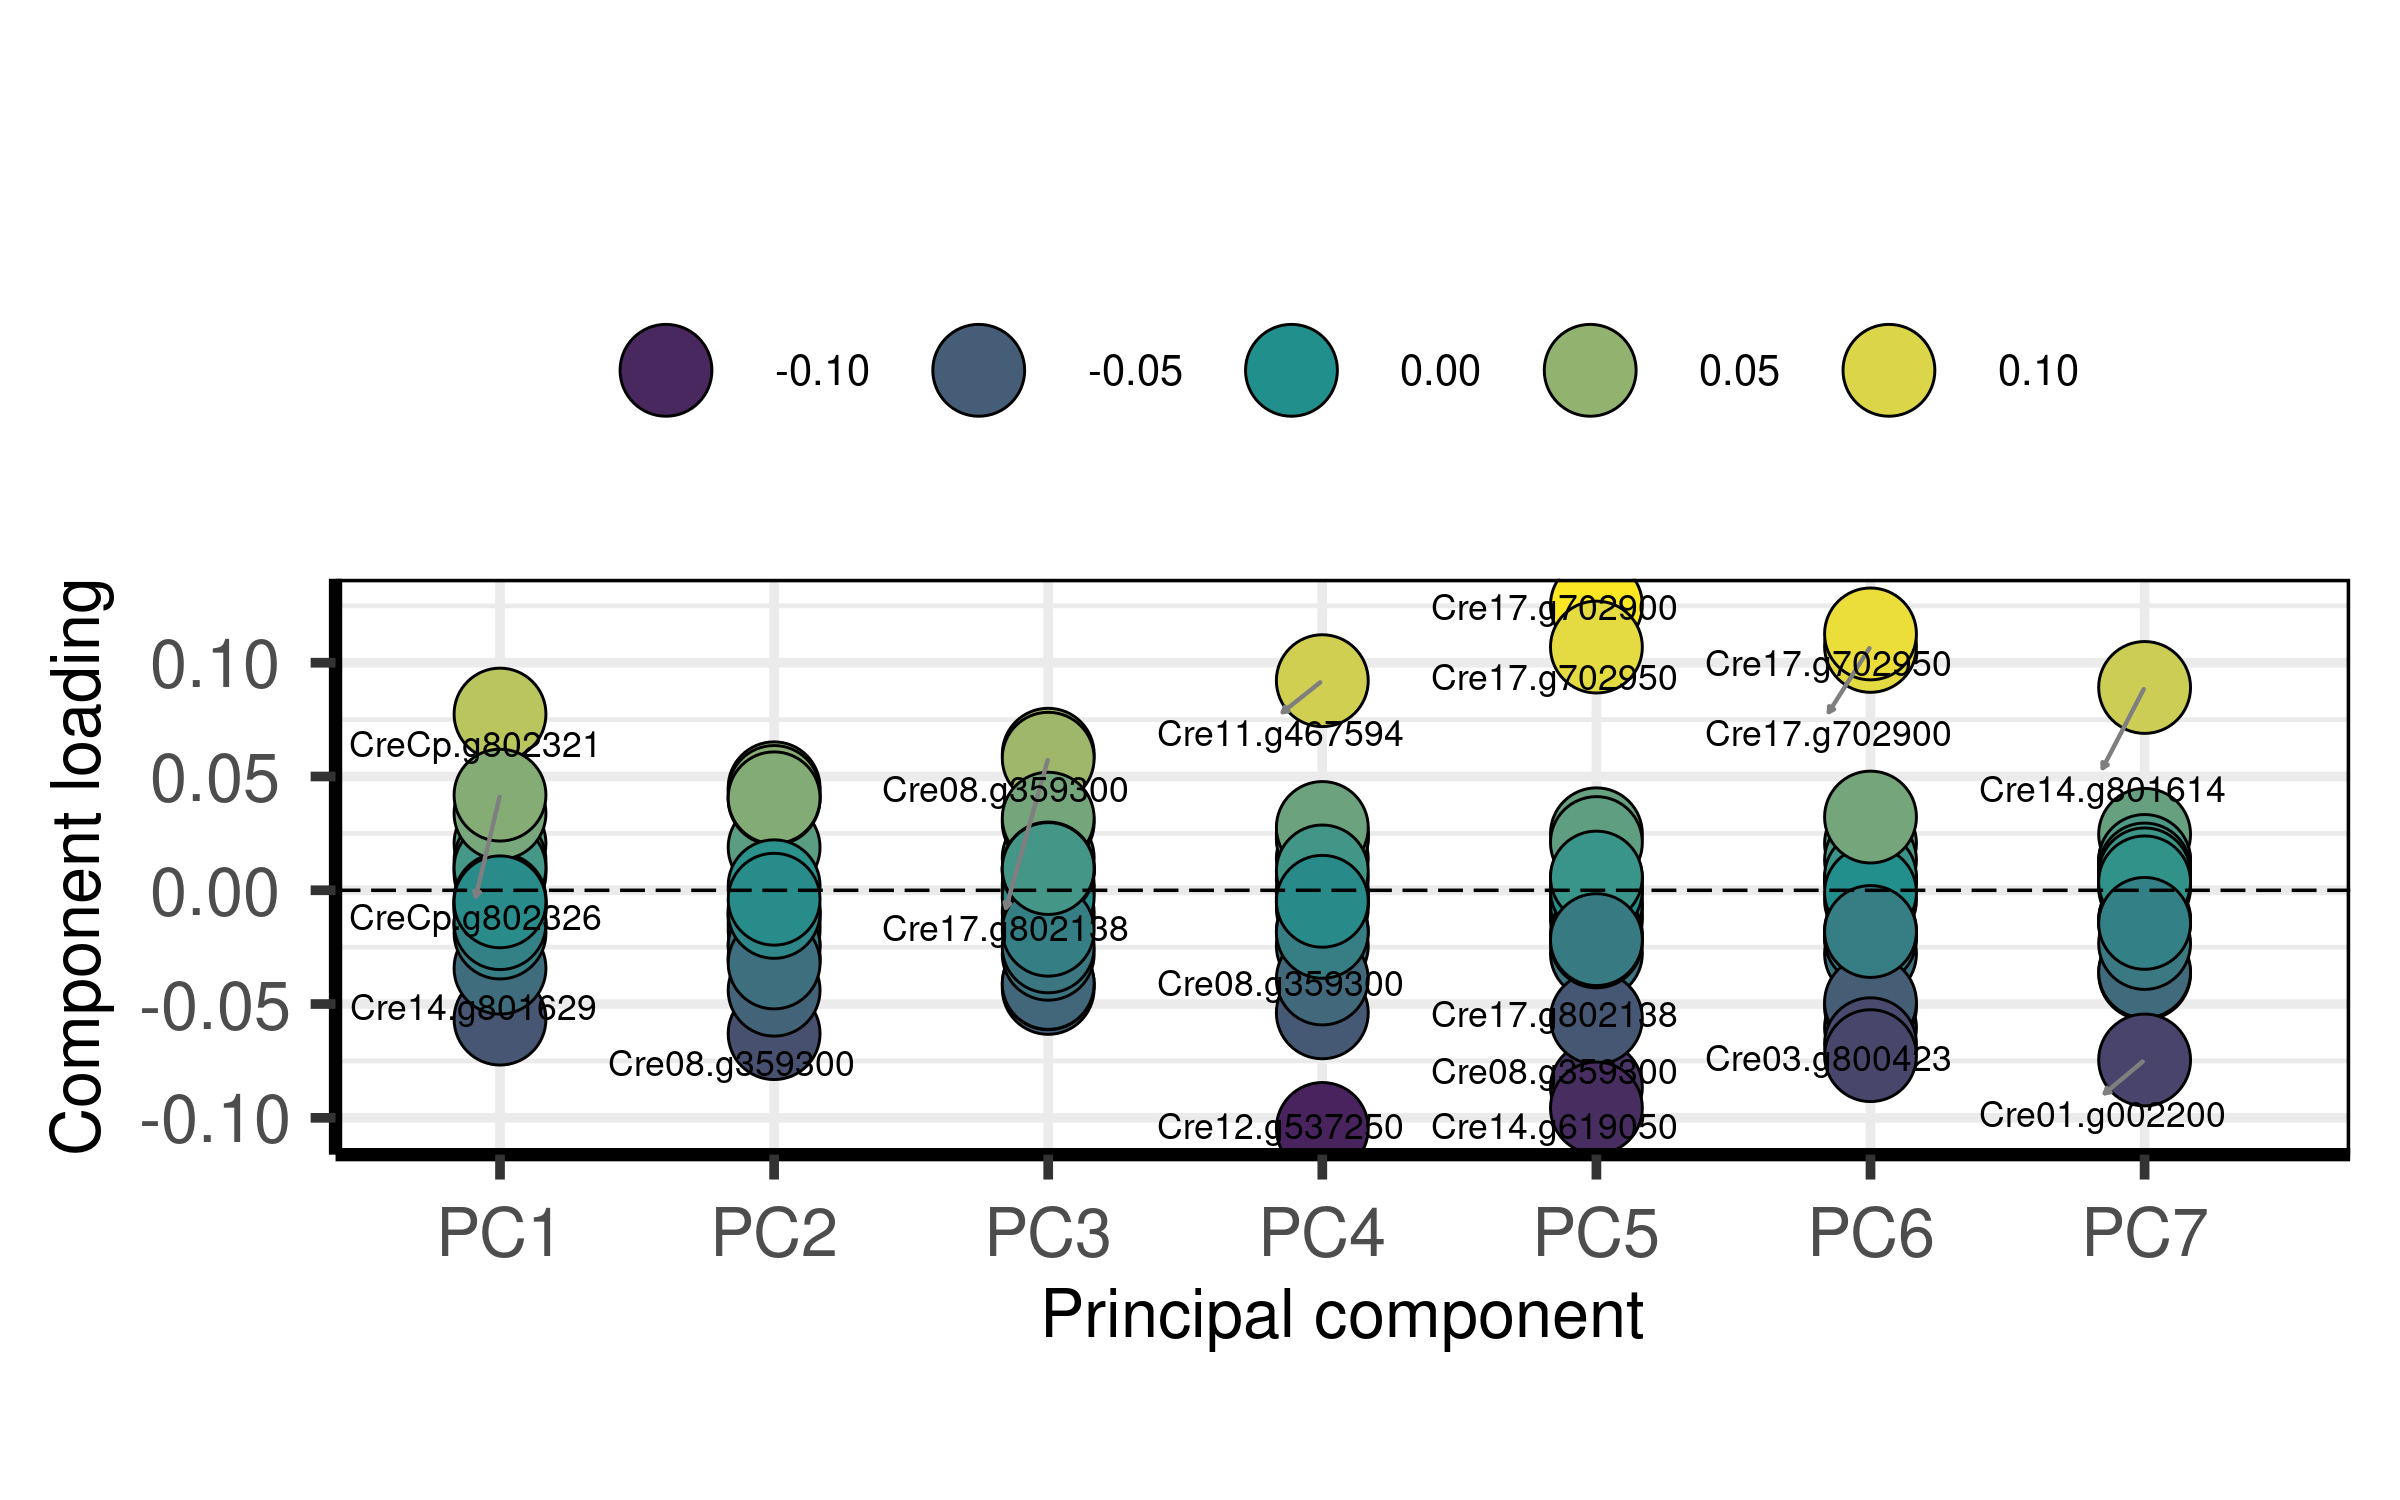 -0.10 -0.05 0.00 0.05 0.10
Component loading
0.10
0.05
0.00
-0.05
-0.10
CreCp.g802321
CreCp.g802326
Cre14.g801629
Cre08.g359300
Cre08.g359300
Cre17.g802138
Cre11.g467594
Cre08.g359300
Cre12.g537250
Cre17.g702900
Cre17.g702950
Cre17.g802138
Cre08.g359300
Cre14.g619050
Cre17.g702950
Cre17.g702900
Cre03.g800423
Cre14.g801614
Cre01.g002200
PC1 PC2 PC3 PC4 PC5 PC6 PC7
Principal component